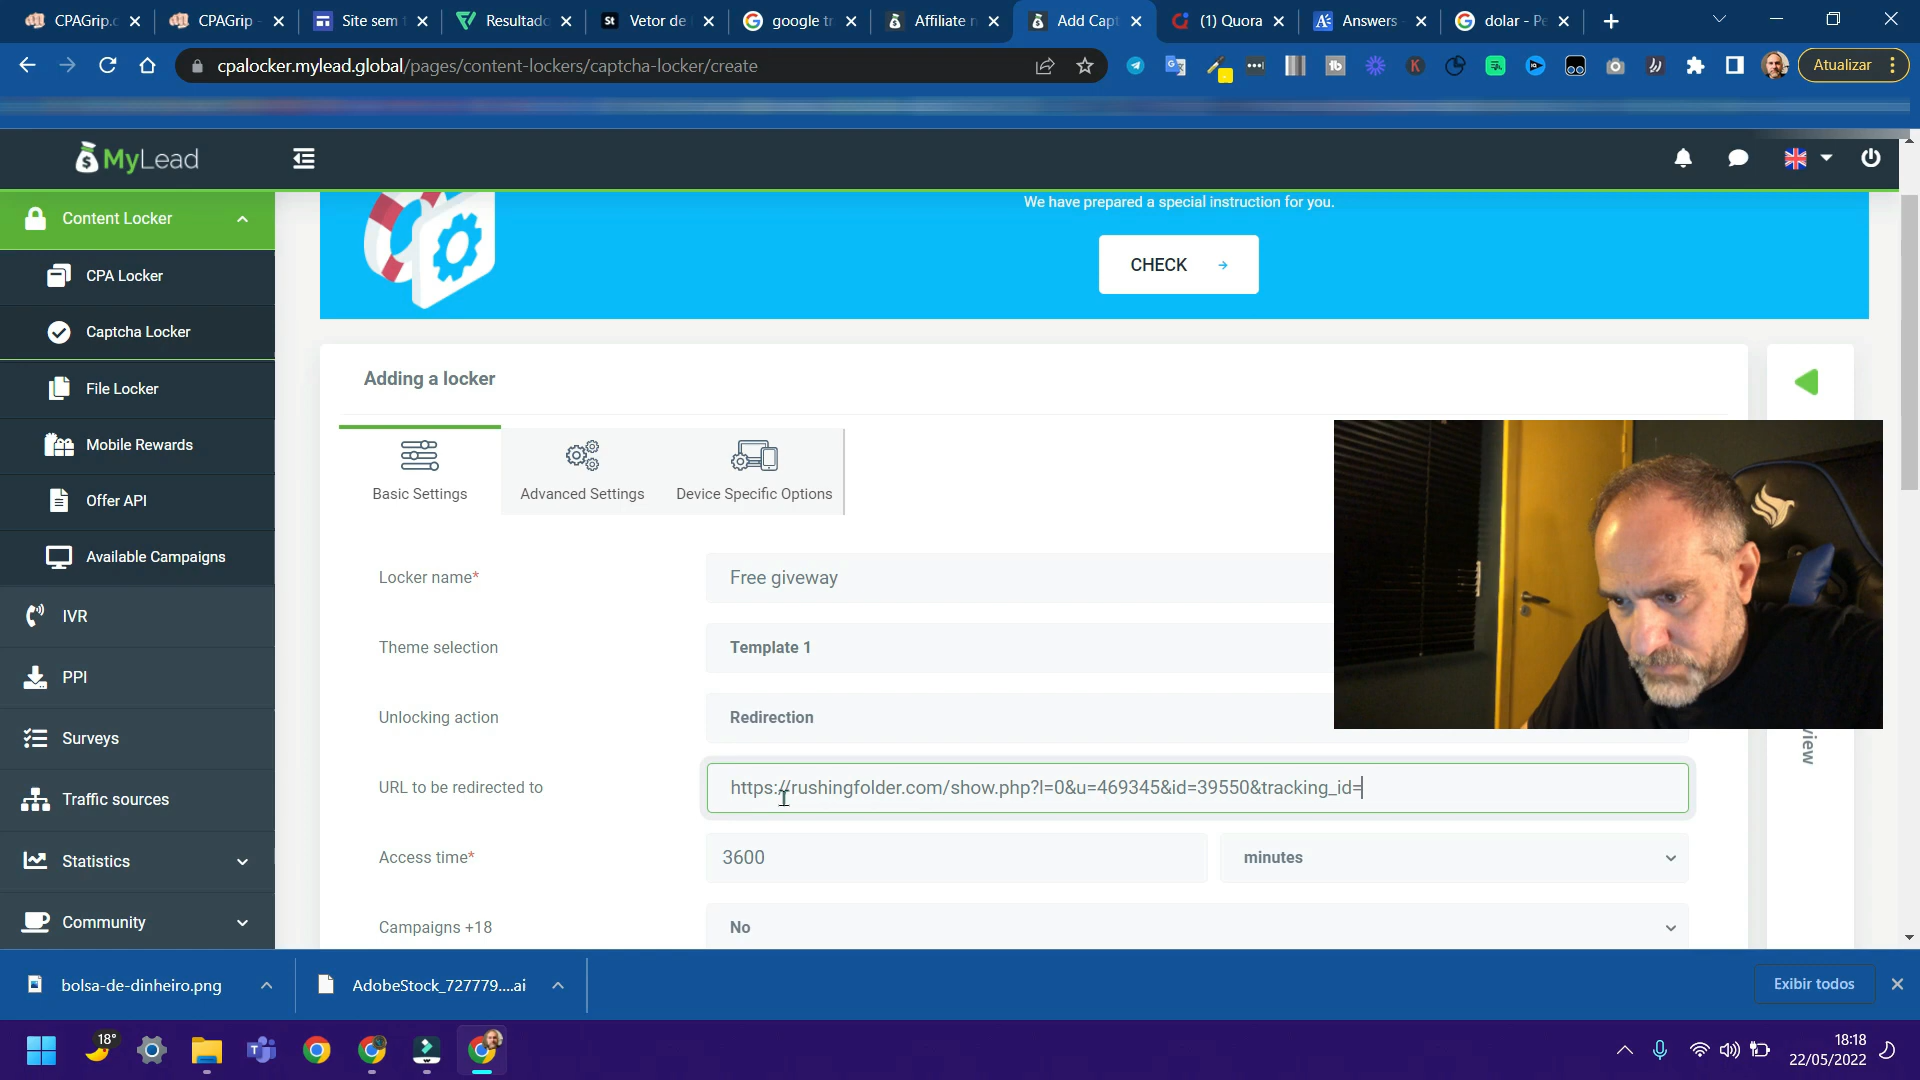 CPAGrip.c
CPAGrip -
Site sem t
Resultado
St
Vetor de
google tr
Affiliate n
Add Capt
(1) Quora
Answers -
dolar - Pe
cpalocker.mylead.global/pages/content-lockers/captcha-locker/create
Atualizar
MyLead
We have prepared a special instruction for you.
CHECK
Content Locker
CPA Locker
Captcha Locker
File Locker
Mobile Rewards
Offer API
Available Campaigns
IVR
PPI
Surveys
Traffic sources
Statistics
Community
Adding a locker
Basic Settings
Advanced Settings
Device Specific Options
Locker name*
Free giveway
Theme selection
Template 1
Unlocking action
Redirection
URL to be redirected to
https://rushingfolder.com/show.php?l=0&u=469345&id=39550&tracking_id=
Access time*
3600
minutes
Campaigns +18
No
view
bolsa-de-dinheiro.png
AdobeStock_727779....ai
Exibir todos
18°
18:18
22/05/2022